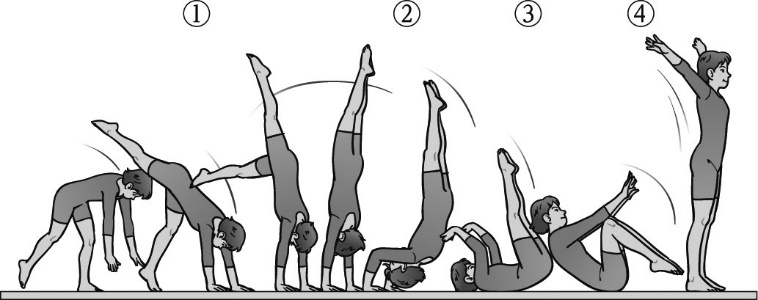 ① ② ③ ④